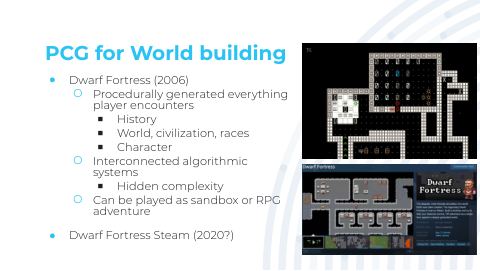 PCG for World building
Dwarf Fortress (2006)
Procedurally generated everything
player encounters
History
World, civilization, races
Character
Interconnected algorithmic
systems
Hidden complexity
Can be played as sandbox or RPG
adventure
Dwarf Fortress Steam (2020?)
Dwarf Fortress
Dwarf
Fortress